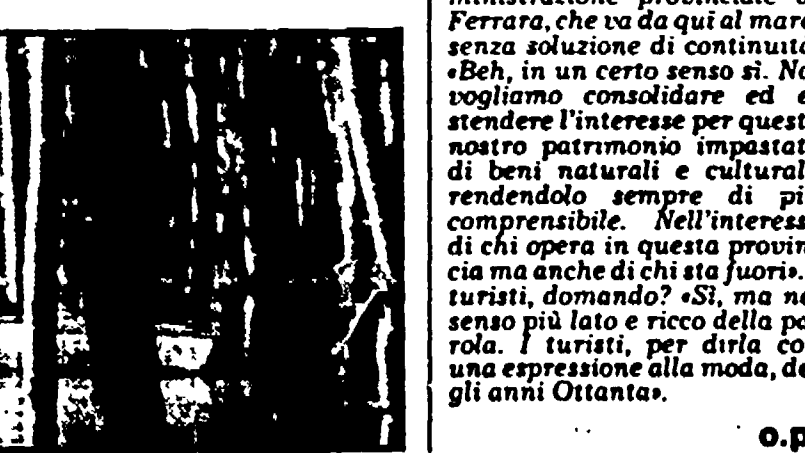 Ferrara, che va da qui al mare
senza soluzione di continuità
«Beh, in un certo senso sì. No
vogliamo consolidare ed e
stendere l'interesse per quest
nostro patrimonio impastat
di beni naturali e cultural
rendendolo sempre di pi
comprensibile. Nell'interess
di chi opera in questa provin
cia ma anche di chi sta fuori».
turisti, domando? «Sì, ma ne
senso più lato e ricco della pa
rola. I turisti, per dirla co
una espressione alla moda, de
gli anni Ottanta».
o.p